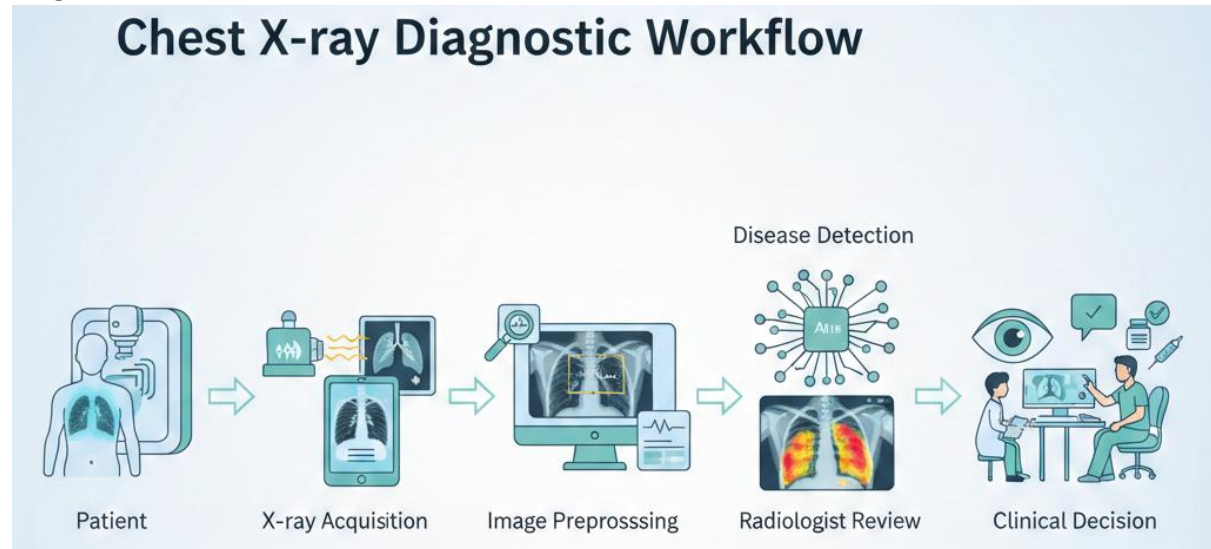 Chest X-ray Diagnostic Workflow
Disease Detection
Patient
X-ray Acquisition
Image Preprosssing
Radiologist Review
Clinical Decision